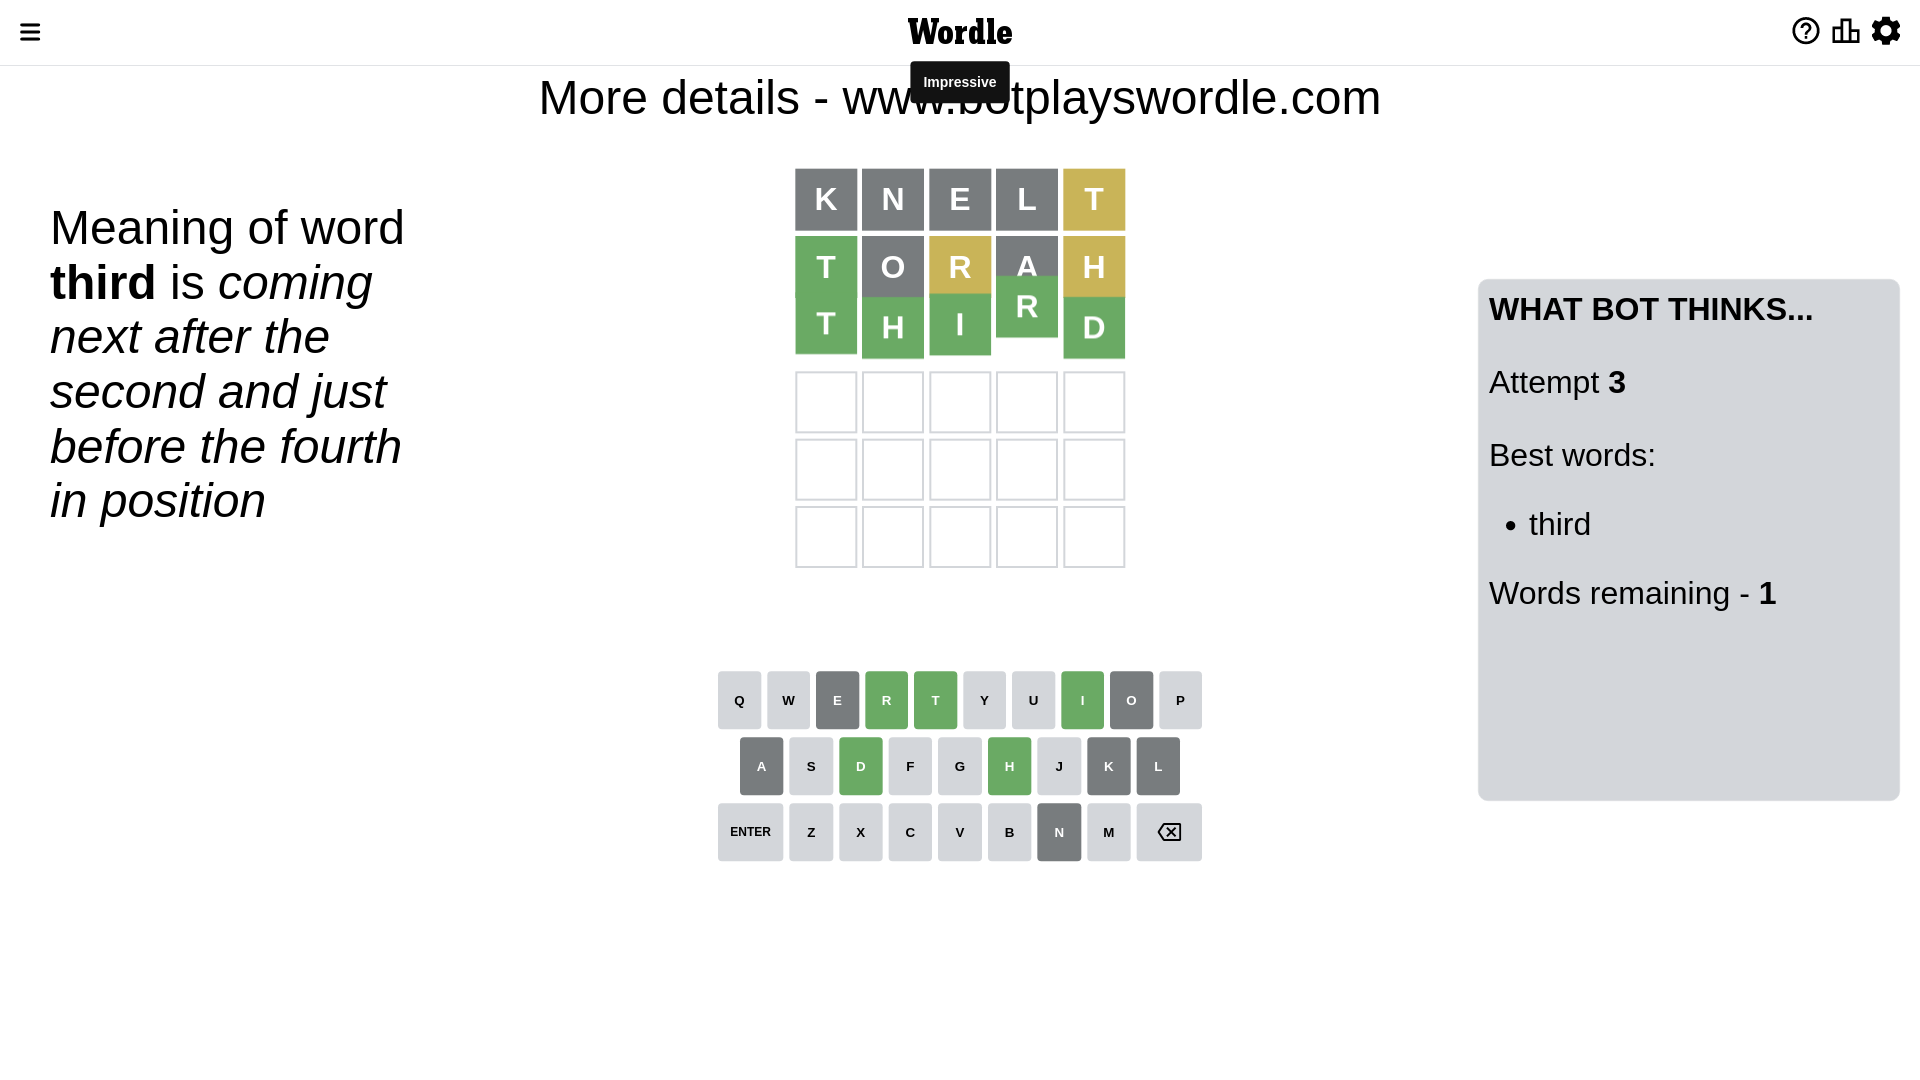 Wordle
Impressive
More details - www.botplayswordle.com
Meaning of word
third is coming
next after the
second and just
before the fourth
in position
K N E L T
T O R A H
T H I R D
WHAT BOT THINKS...
Attempt 3
Best words:
• third
Words remaining - 1
Q W E R T Y U I O P
A S D F G H J K L
ENTER Z X C V B N M